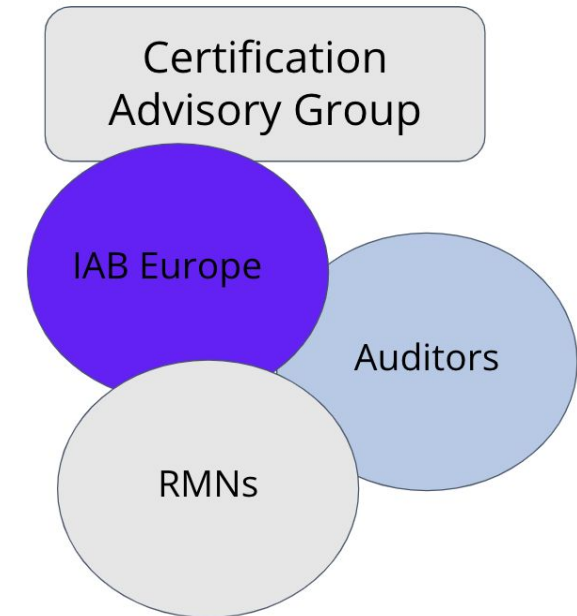 Certification
Advisory Group
IAB Europe
Auditors
RMNs